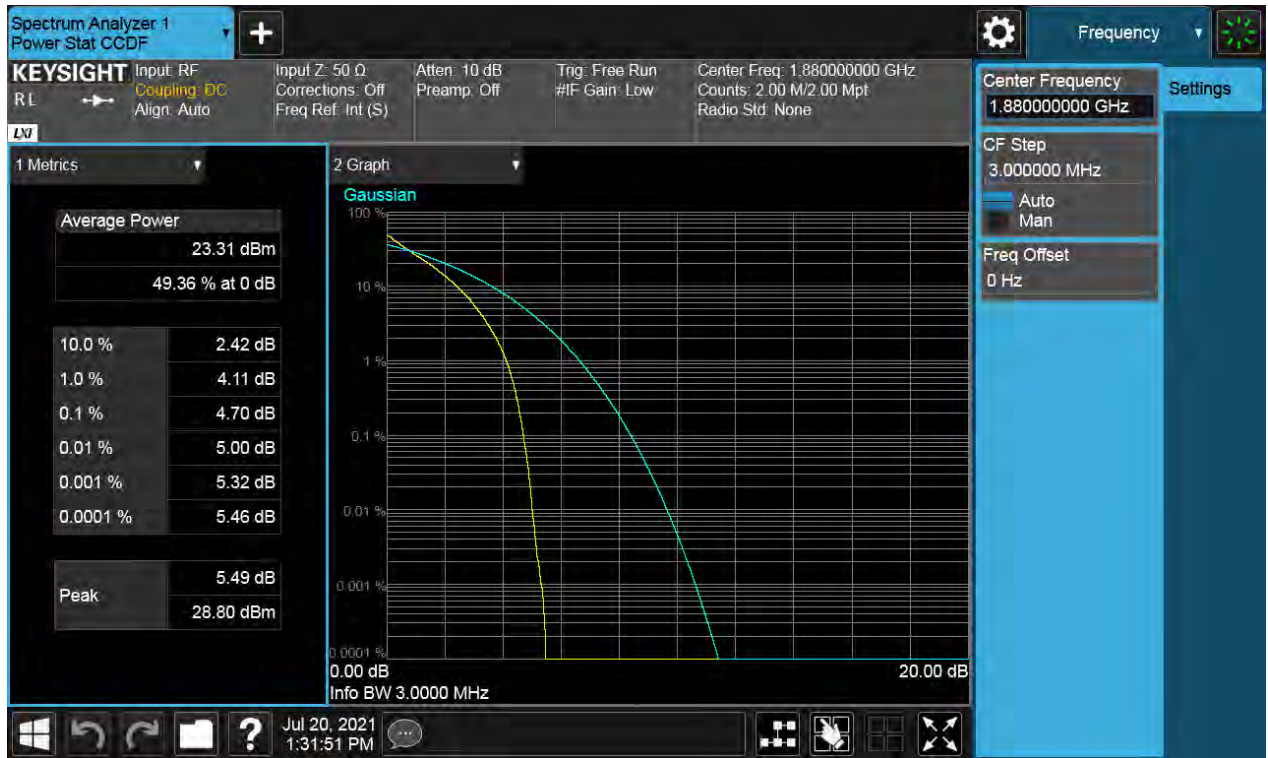 Spectrum Analyzer 1
Power Stat CCDF
Frequency
KEYSIGHT
RL
LXI
Input: RF
Coupling: DC
Align: Auto
Input Z: 50 Ω
Corrections: Off
Freq Ref: Int (S)
Atten: 10 dB
Preamp: Off
Trig: Free Run
#IF Gain: Low
Center Freq: 1.880000000 GHz
Counts: 2.00 M/2.00 Mpt
Radio Std: None
Center Frequency
1.880000000 GHz
Settings
CF Step
3.000000 MHz
Auto
Man
Freq Offset
0 Hz
1 Metrics
Average Power
23.31 dBm
49.36 % at 0 dB
10.0 % 2.42 dB
1.0 % 4.11 dB
0.1 % 4.70 dB
0.01 % 5.00 dB
0.001 % 5.32 dB
0.0001 % 5.46 dB
Peak
5.49 dB
28.80 dBm
2 Graph
Gaussian
100 %
10 %
1 %
0.1 %
0.01 %
0.001 %
0.0001 %
0.00 dB 20.00 dB
Info BW 3.0000 MHz
?
Jul 20, 2021
1:31:51 PM